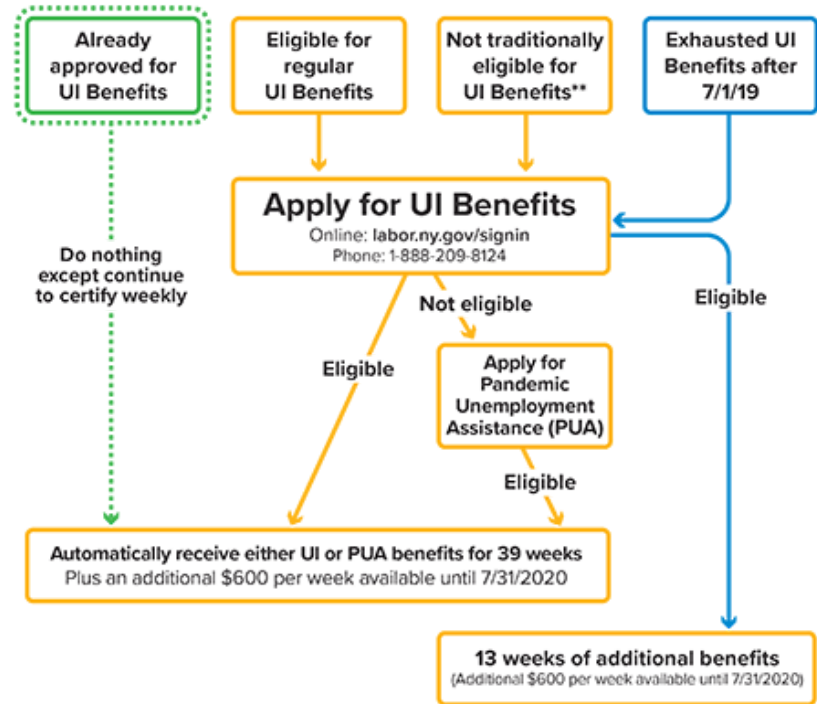 Already
approved for
UI Benefits
Eligible for
regular
UI Benefits
Not traditionally
eligible for
UI Benefits**
Exhausted UI
Benefits after
7/1/19
Apply for UI Benefits
Online: labor.ny.gov/signin
Phone: 1-888-209-8124
Do nothing
except continue
to certify weekly
Not eligible
Eligible
Eligible
Apply for
Pandemic
Unemployment
Assistance (PUA)
Eligible
Automatically receive either UI or PUA benefits for 39 weeks
Plus an additional $600 per week available until 7/31/2020
13 weeks of additional benefits
(Additional $600 per week available until 7/31/2020)